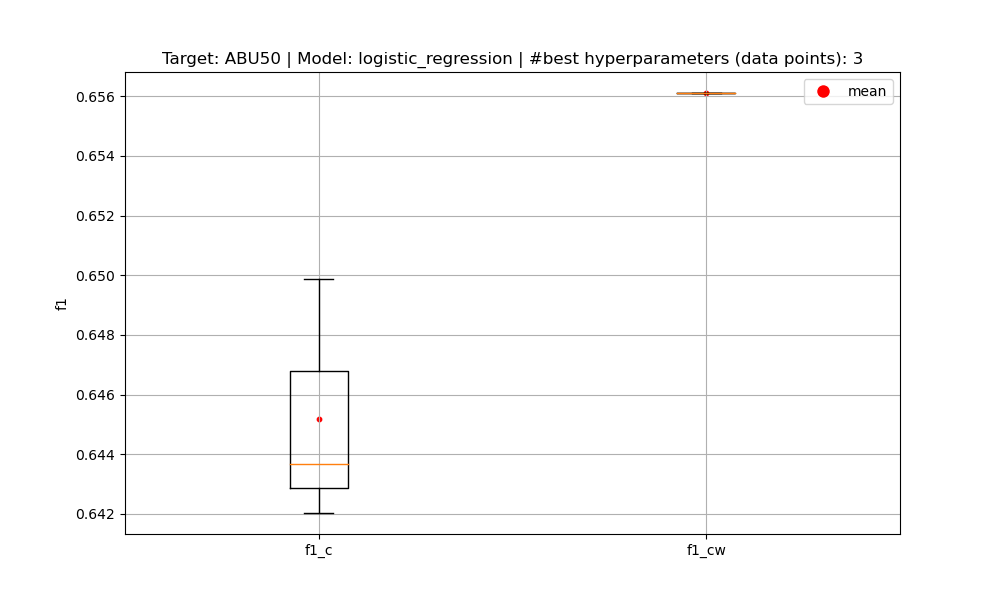 Target: ABU50 | Model: logistic_regression | #best hyperparameters (data points): 3
mean
0.656
0.654
0.652
0.650
0.648
0.646
0.644
0.642
f1
f1_c
f1_cw